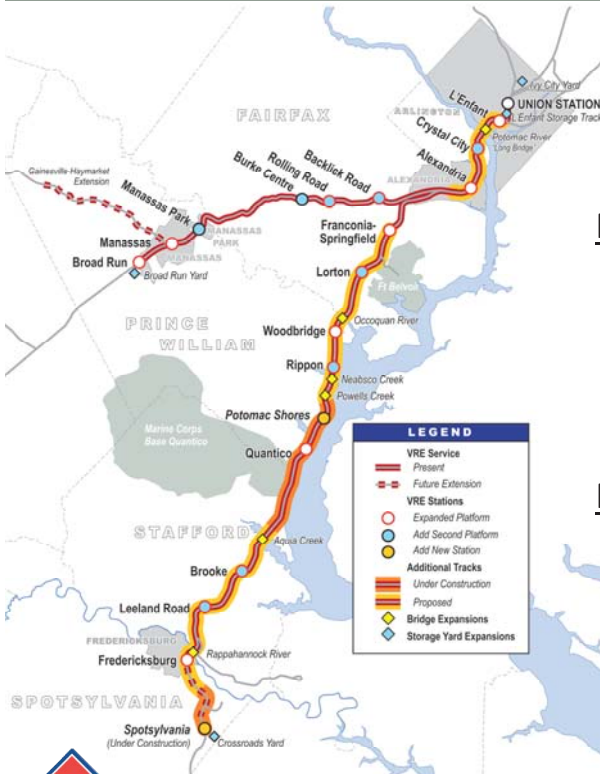 Ivy City Yard
L'Enfant
UNION STATION
L'Enfant Storage Track
FAIRFAX
ARLINGTON
Crystal City
Potomac River
Long Bridge
Alexandria
ALEXANDRIA
Backlick Road
Rolling Road
Burke Centre
Gainesville-Haymarket
Extension
Manassas Park
MANASSAS
PARK
Manassas
MANASSAS
Broad Run
Broad Run Yard
Franconia-
Springfield
Lorton
Ft Belvoir
Occoquan River
PRINCE
WILLIAM
Woodbridge
Rippon
Neabsco Creek
Powells Creek
Potomac Shores
Marine Corps
Base Quantico
Quantico
STAFFORD
Aquia Creek
Brooke
Leeland Road
FREDERICKSBURG
Rappahannock River
Fredericksburg
SPOTSYLVANIA
Spotsylvania
(Under Construction)
Crossroads Yard
LEGEND
VRE Service
Present
Future Extension
VRE Stations
Expanded Platform
Add Second Platform
Add New Station
Additional Tracks
Under Construction
Proposed
Bridge Expansions
Storage Yard Expansions